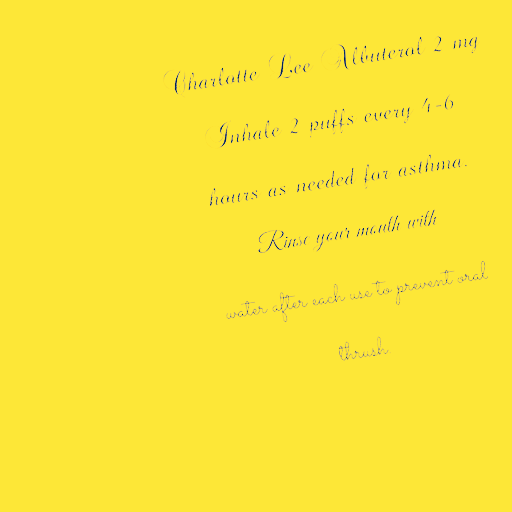 Charlotte Lee Albuterol 2 mg
Inhale 2 puffs every 4-6
hours as needed for asthma.
Rinse your mouth with
water after each use to prevent oral
thrush